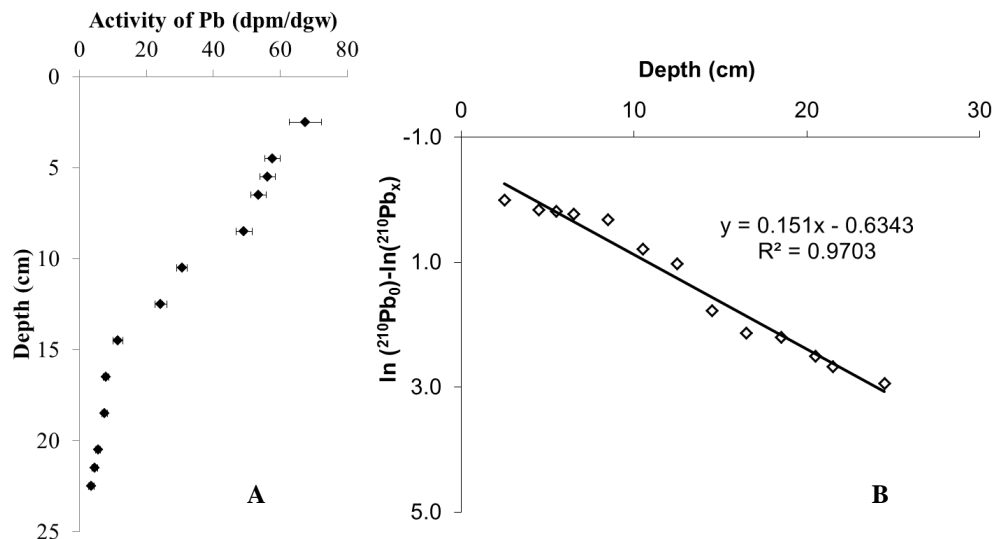 Activity of Pb (dpm/dgw)
0 20 40 60 80
0
5
10
15
20
25
Depth (cm)
A
Depth (cm)
0 10 20 30
-1.0
1.0
3.0
5.0
ln (²¹⁰Pb₀)-ln(²¹⁰Pbₓ)
y = 0.151x - 0.6343
R² = 0.9703
B